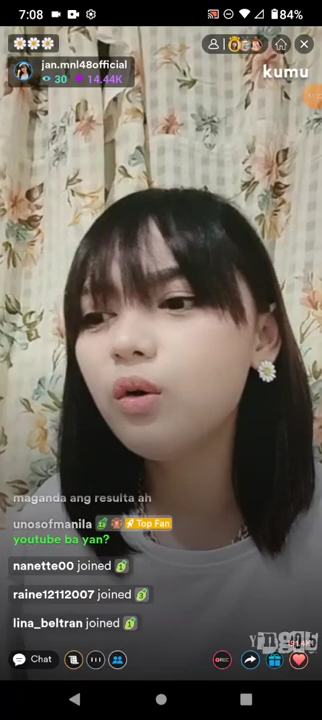 7:08
84%
jan.mnl48official
30 14.44K
kumu
maganda ang resulta ah
unosofmanila Top Fan
youtube ba yan?
nanette00 joined
raine12112007 joined
lina_beltran joined
Chat
REC